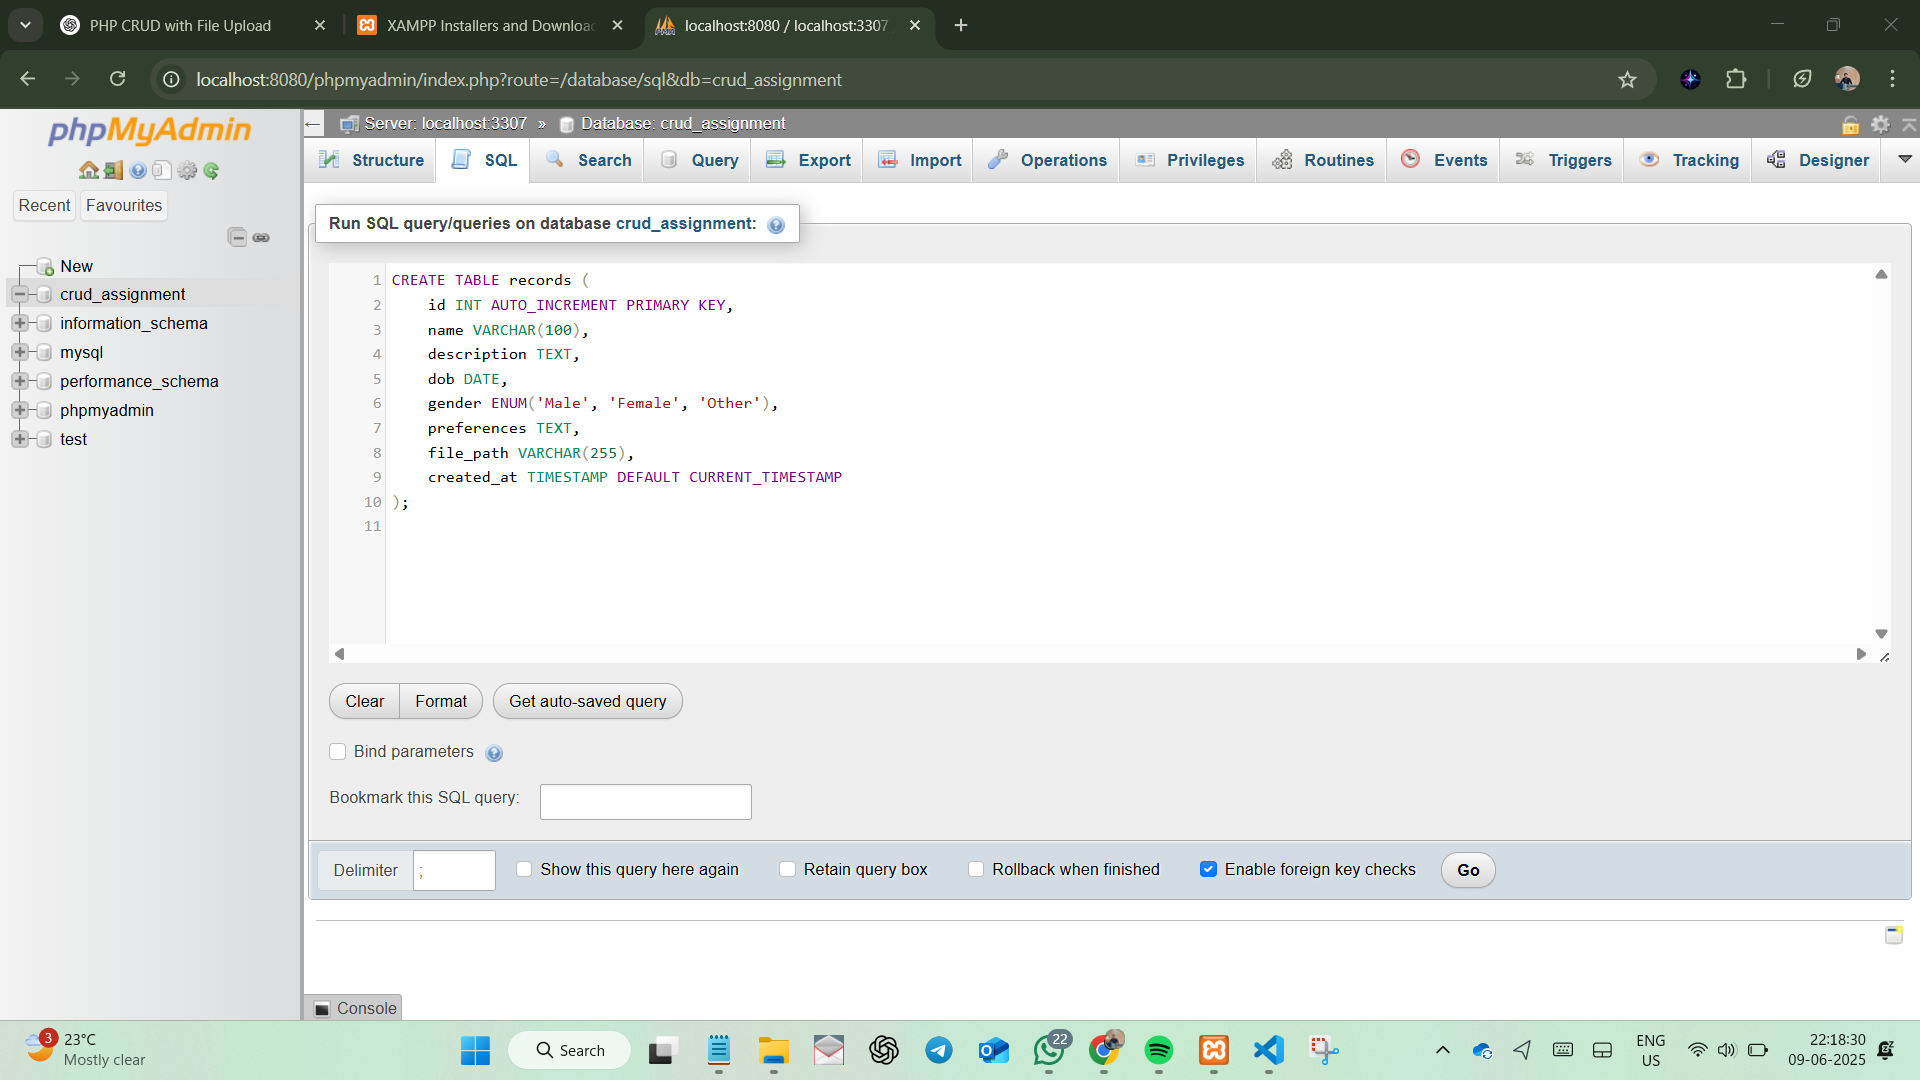 PHP CRUD with File Upload
XAMPP Installers and Downloa
localhost:8080 / localhost:3307
localhost:8080/phpmyadmin/index.php?route=/database/sql&db=crud_assignment
phpMyAdmin
Recent
Favourites
New
crud_assignment
information_schema
mysql
performance_schema
phpmyadmin
test
Server: localhost:3307 » Database: crud_assignment
Structure
SQL
Search
Query
Export
Import
Operations
Privileges
Routines
Events
Triggers
Tracking
Designer
Run SQL query/queries on database crud_assignment:
1 CREATE TABLE records (
2 id INT AUTO_INCREMENT PRIMARY KEY,
3 name VARCHAR(100),
4 description TEXT,
5 dob DATE,
6 gender ENUM('Male', 'Female', 'Other'),
7 preferences TEXT,
8 file_path VARCHAR(255),
9 created_at TIMESTAMP DEFAULT CURRENT_TIMESTAMP
10 );
11
Clear
Format
Get auto-saved query
Bind parameters
Bookmark this SQL query:
Delimiter ;
Show this query here again
Retain query box
Rollback when finished
Enable foreign key checks
Go
Console
3
23°C
Mostly clear
Search
22
ENG
US
22:18:30
09-06-2025